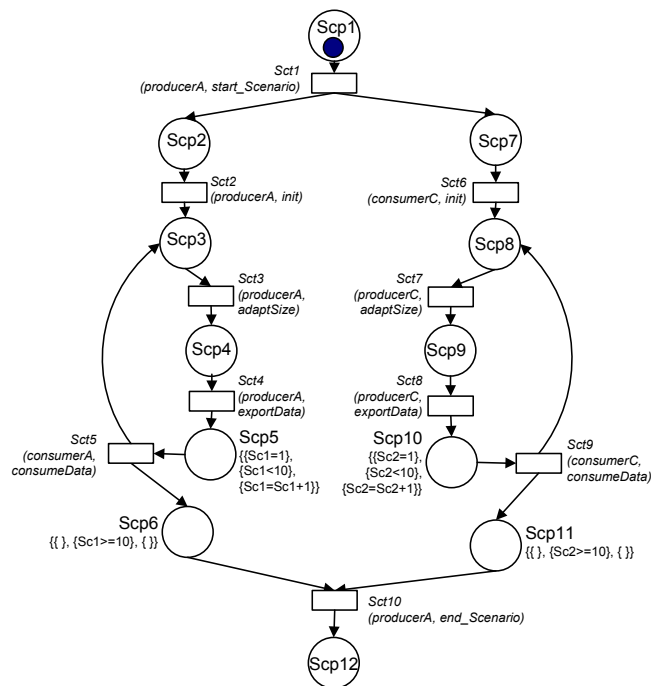 Scp1
Sct1
(producerA, start_Scenario)
Scp2
Scp7
Sct2
(producerA, init)
Sct6
(consumerC, init)
Scp3
Scp8
Sct3
(producerA,
adaptSize)
Sct7
(producerC,
adaptSize)
Scp4
Scp9
Sct4
(producerA,
exportData)
Sct8
(producerC,
exportData)
Sct5
(consumerA,
consumeData)
Scp5
{{Sc1=1},
{Sc1<10},
{Sc1=Sc1+1}}
Scp10
{{Sc2=1},
{Sc2<10},
{Sc2=Sc2+1}}
Sct9
(consumerC,
consumeData)
Scp6
{{ }, {Sc1>=10}, { }}
Scp11
{{ }, {Sc2>=10}, { }}
Sct10
(producerA, end_Scenario)
Scp12